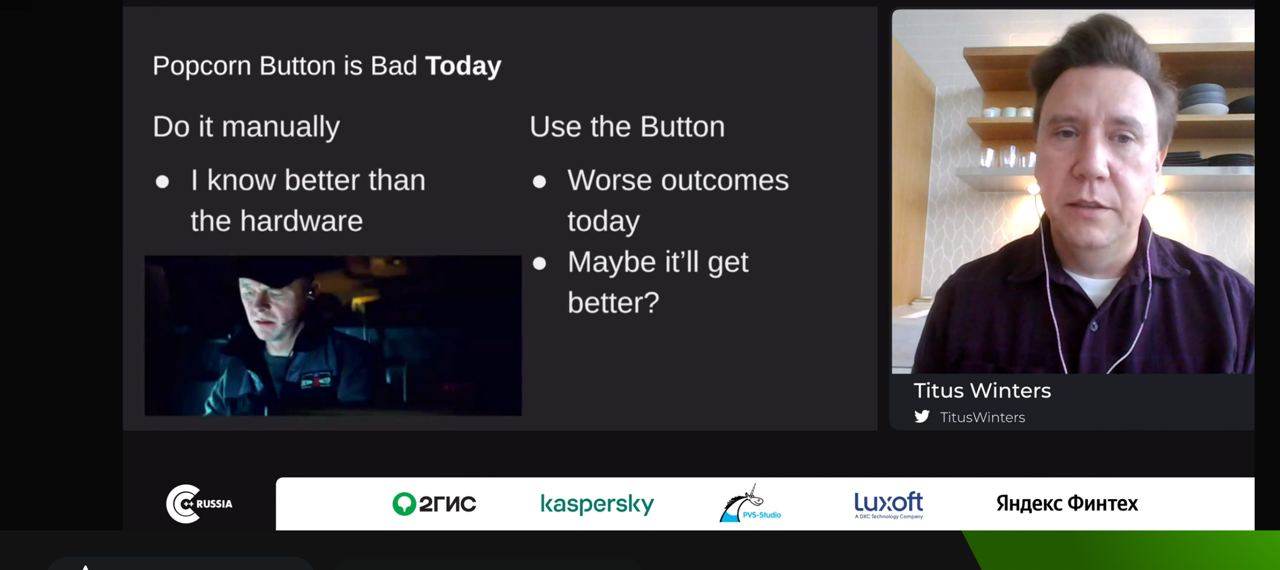 Popcorn Button is Bad Today
Do it manually
● I know better than
the hardware
Use the Button
● Worse outcomes
today
● Maybe it’ll get
better?
Titus Winters
TitusWinters
C++ RUSSIA
2ГИС
kaspersky
PVS-Studio
Luxoft
A DXC Technology Company
Яндекс Финтех